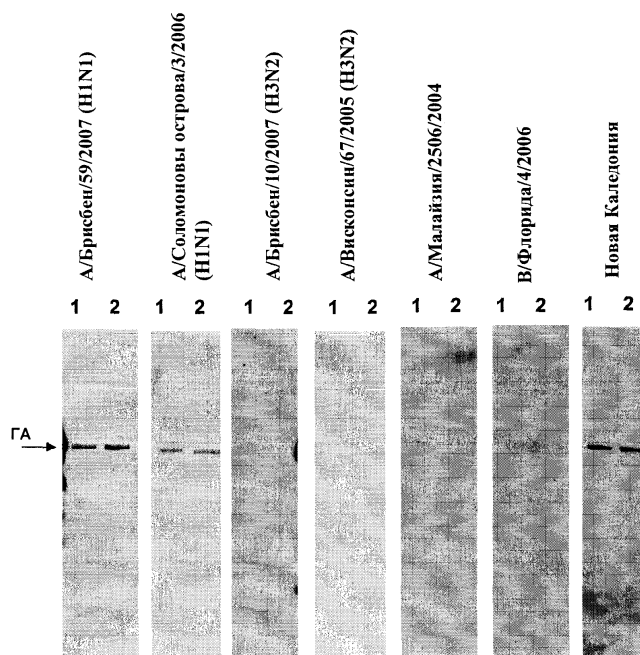 А/Брисбен/59/2007 (H1N1)
А/Соломоновы острова/3/2006
(H1N1)
А/Брисбен/10/2007 (H3N2)
А/Висконсин/67/2005 (H3N2)
А/Малайзия/2506/2004
В/Флорида/4/2006
Новая Каледония
1 2 1 2 1 2 1 2 1 2 1 2 1 2
ГА